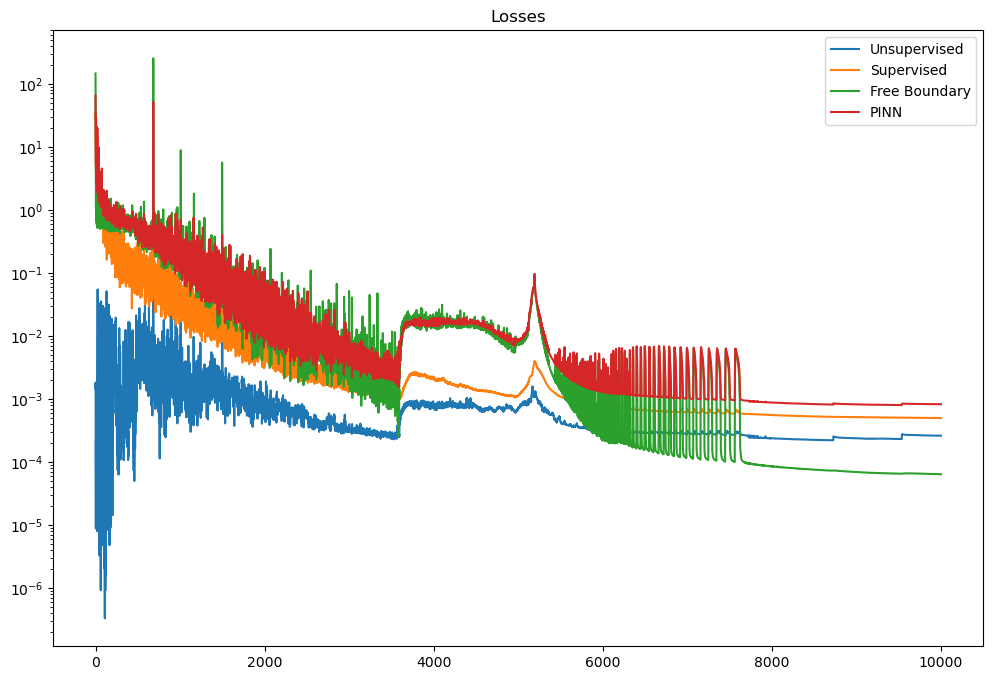 Losses
Unsupervised
Supervised
Free Boundary
PINN
10²
10¹
10⁰
10⁻¹
10⁻²
10⁻³
10⁻⁴
10⁻⁵
10⁻⁶
0 2000 4000 6000 8000 10000